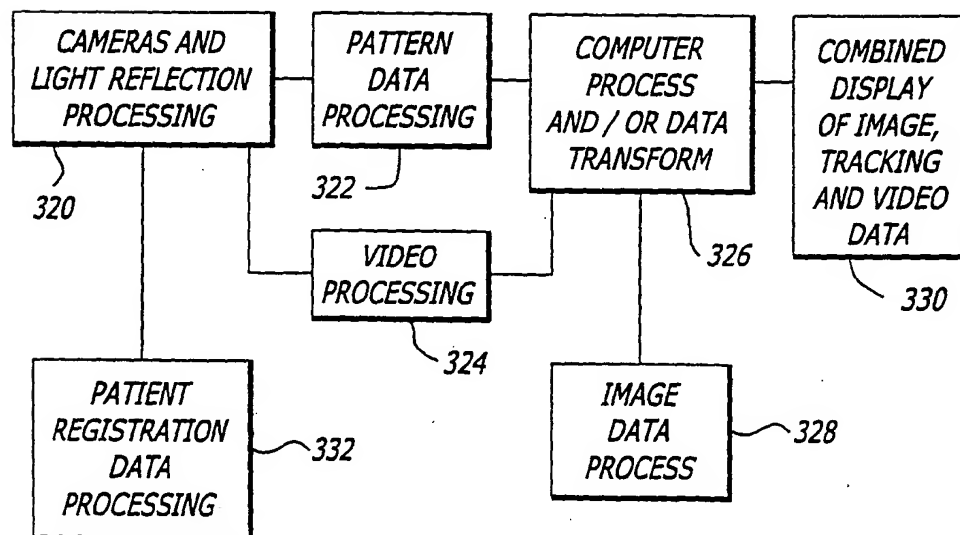 CAMERAS AND
LIGHT REFLECTION
PROCESSING
320
PATTERN
DATA
PROCESSING
322
COMPUTER
PROCESS
AND / OR DATA
TRANSFORM
326
COMBINED
DISPLAY
OF IMAGE,
TRACKING
AND VIDEO
DATA
330
VIDEO
PROCESSING
324
PATIENT
REGISTRATION
DATA
PROCESSING
332
IMAGE
DATA
PROCESS
328